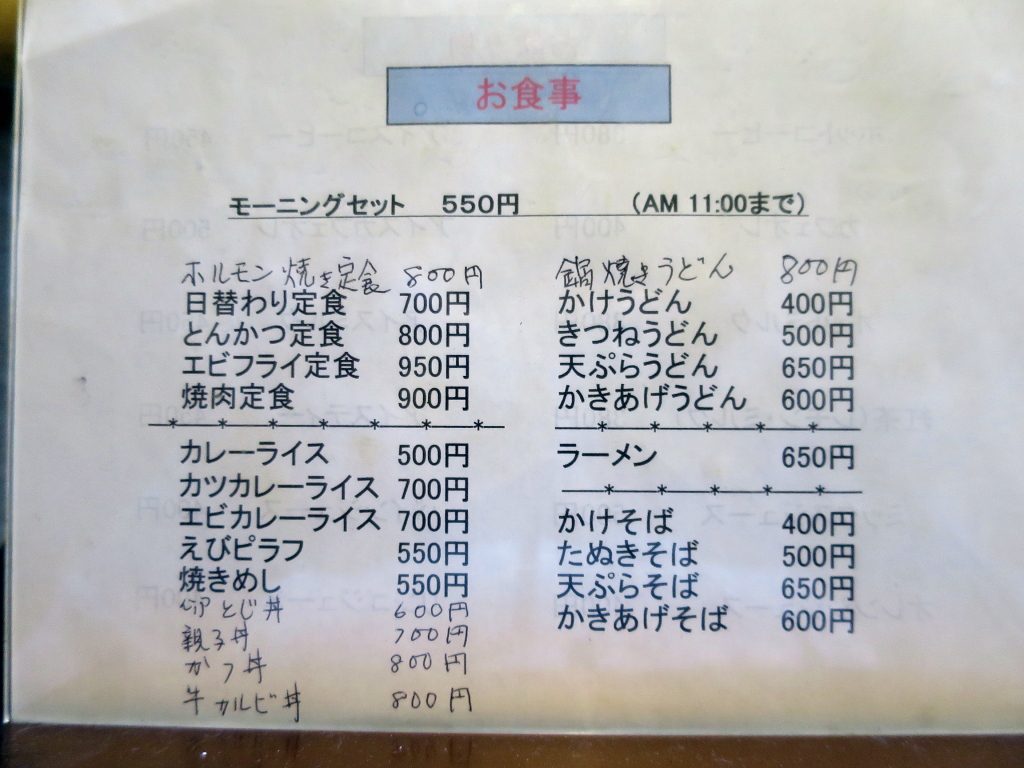 お食事
モーニングセット 550円 (AM 11:00まで)
ホルモン焼き定食 800円
日替わり定食 700円
とんかつ定食 800円
エビフライ定食 950円
焼肉定食 900円
カレーライス 500円
カツカレーライス 700円
エビカレーライス 700円
えびピラフ 550円
焼きめし 550円
卵とじ丼 600円
親子丼 700円
かつ丼 800円
牛カルビ丼 800円
鍋焼きうどん 800円
かけうどん 400円
きつねうどん 500円
天ぷらうどん 650円
かきあげうどん 600円
ラーメン 650円
かけそば 400円
たぬきそば 500円
天ぷらそば 650円
かきあげそば 600円